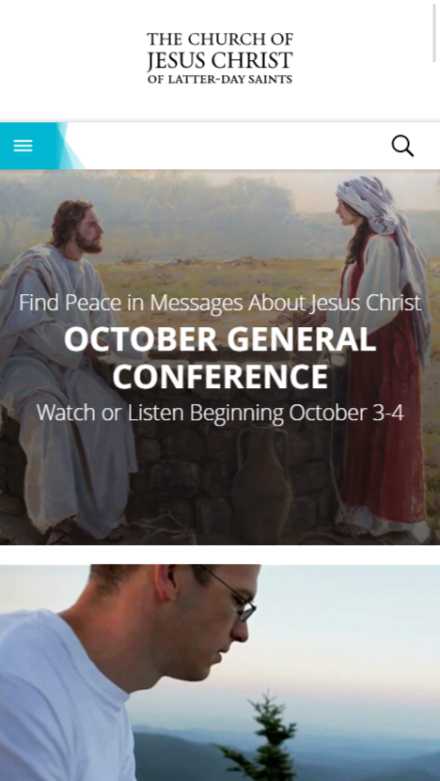 THE CHURCH OF
JESUS CHRIST
OF LATTER-DAY SAINTS
Find Peace in Messages About Jesus Christ
OCTOBER GENERAL
CONFERENCE
Watch or Listen Beginning October 3-4